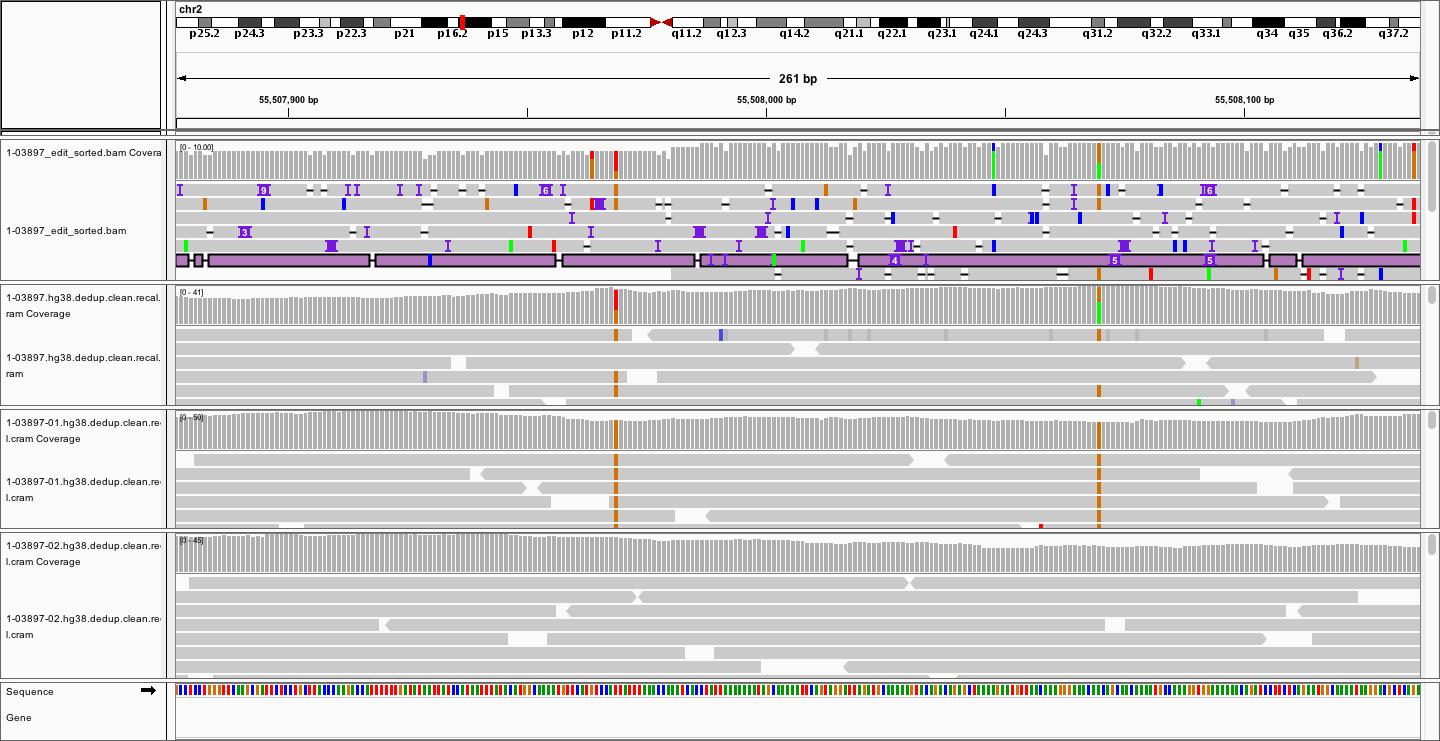 chr2
p25.2 p24.3 p23.3 p22.3 p21 p16.2 p15 p13.3 p12 p11.2 q11.2 q12.3 q14.2 q21.1 q22.1 q23.1 q24.1 q24.3 q31.2 q32.2 q33.1 q34 q35 q36.2 q37.2
261 bp
55,507,900 bp 55,508,000 bp 55,508,100 bp
1-03897_edit_sorted.bam Covera
[0 - 10.00]
9 6 6
3
1-03897_edit_sorted.bam
4 5 5
1-03897.hg38.dedup.clean.recal.
ram Coverage
[0 - 41]
1-03897.hg38.dedup.clean.recal.
ram
1-03897-01.hg38.dedup.clean.re
l.cram Coverage
[0 - 50]
1-03897-01.hg38.dedup.clean.re
l.cram
1-03897-02.hg38.dedup.clean.re
l.cram Coverage
[0 - 45]
1-03897-02.hg38.dedup.clean.re
l.cram
Sequence
Gene